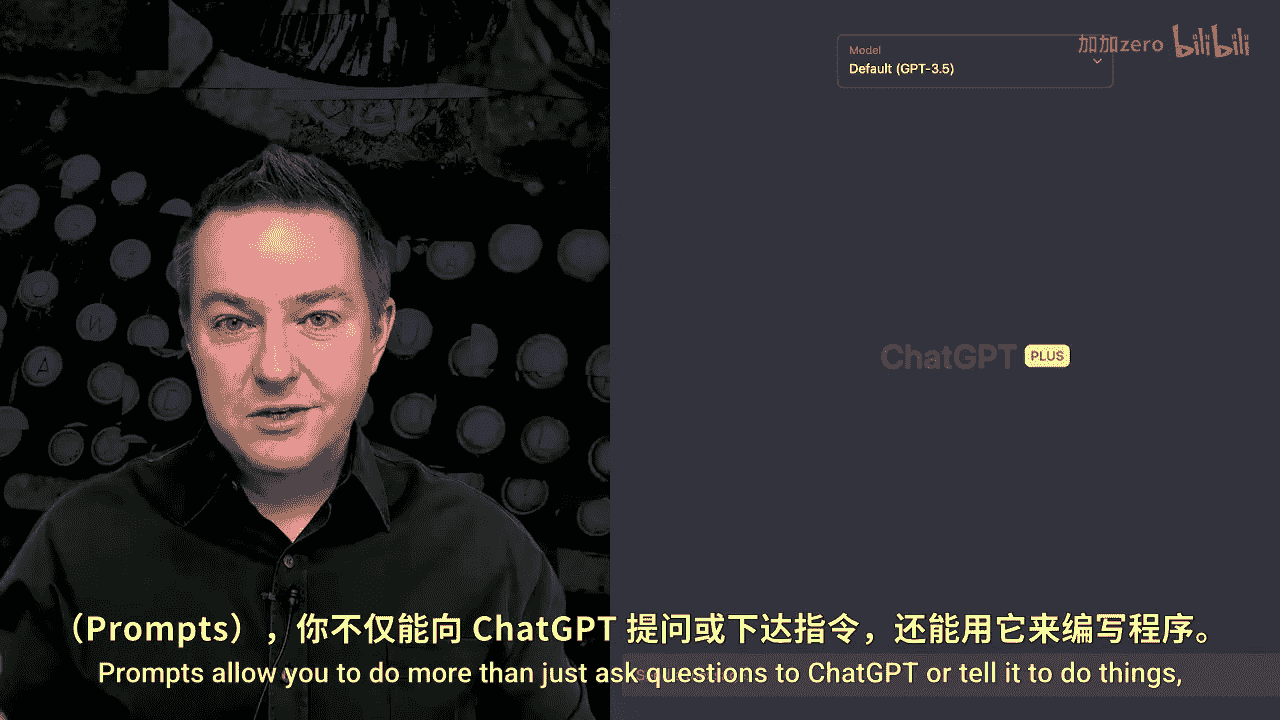 Model
Default (GPT-3.5)
加加zero bilibili
ChatGPT PLUS
（Prompts），你不仅能向 ChatGPT 提问或下达指令，还能用它来编写程序。
Prompts allow you to do more than just ask questions to ChatGPT or tell it to do things,